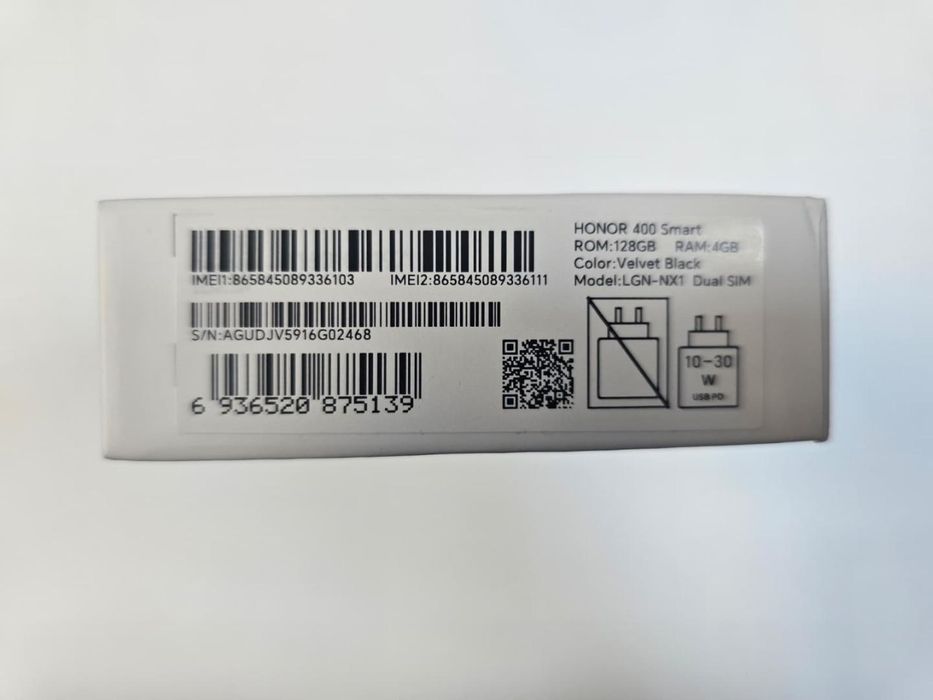 IMEI1:865845089336103 IMEI2:865845089336111
S/N:AGUDJV5916G02468
6 936520 875139
HONOR 400 Smart
ROM:128GB RAM:4GB
Color:Velvet Black
Model:LGN-NX1 Dual SIM
10-30
W
USB PD